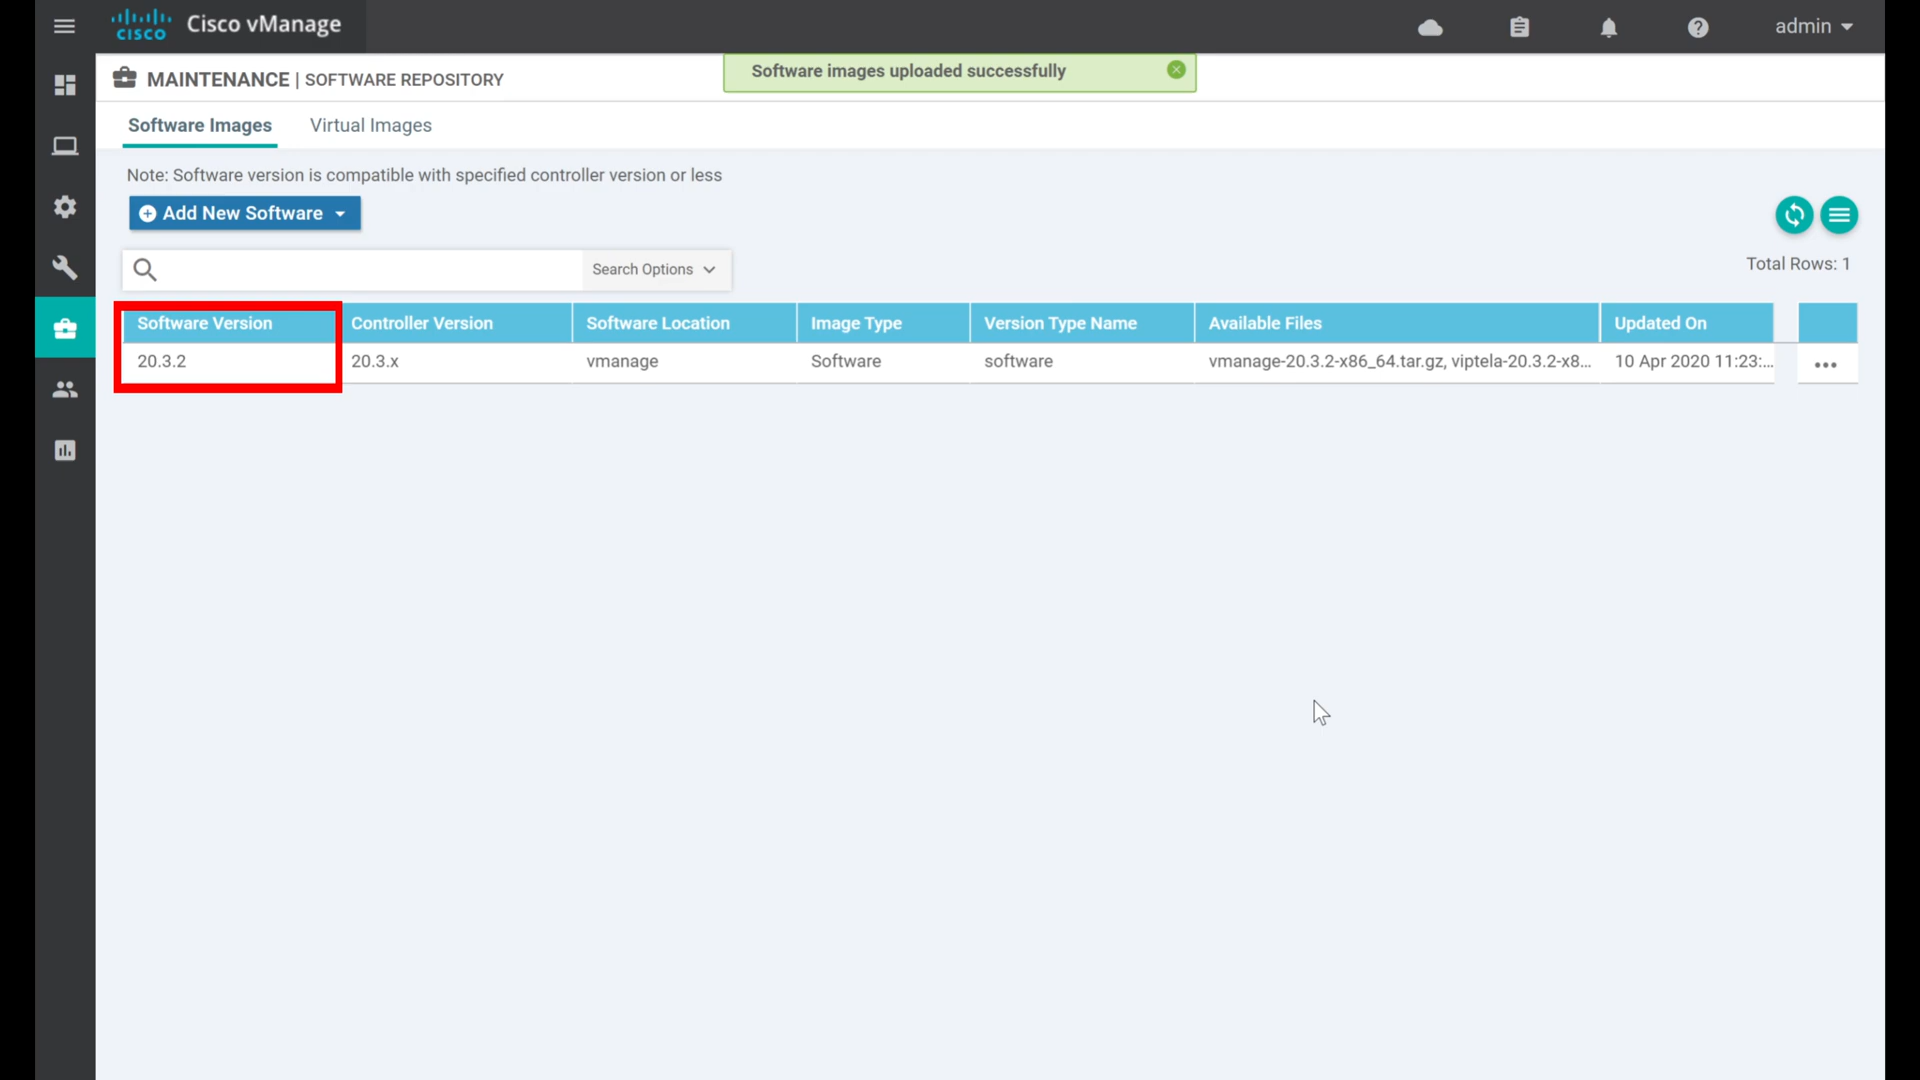 cisco Cisco vManage admin
MAINTENANCE | SOFTWARE REPOSITORY
Software images uploaded successfully
Software Images Virtual Images
Note: Software version is compatible with specified controller version or less
Add New Software
Search Options
Total Rows: 1
Software Version Controller Version Software Location Image Type Version Type Name Available Files Updated On
20.3.2 20.3.x vmanage Software software vmanage-20.3.2-x86_64.tar.gz, viptela-20.3.2-x8... 10 Apr 2020 11:23:...